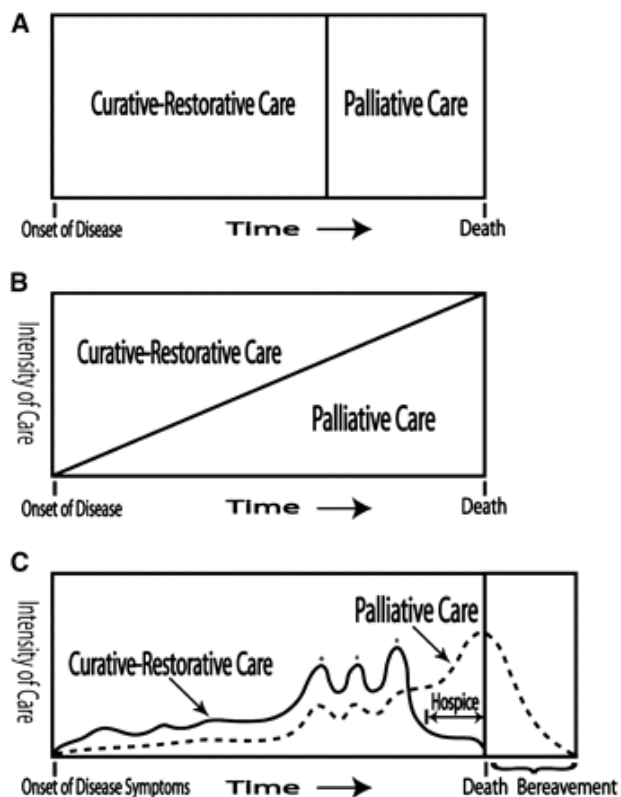 A
Curative-Restorative Care
Palliative Care
Onset of Disease
Time
Death
B
Intensity of Care
Curative-Restorative Care
Palliative Care
Onset of Disease
Time
Death
C
Intensity of Care
Palliative Care
Curative-Restorative Care
* * *
Hospice
Onset of Disease Symptoms
Time
Death
Bereavement